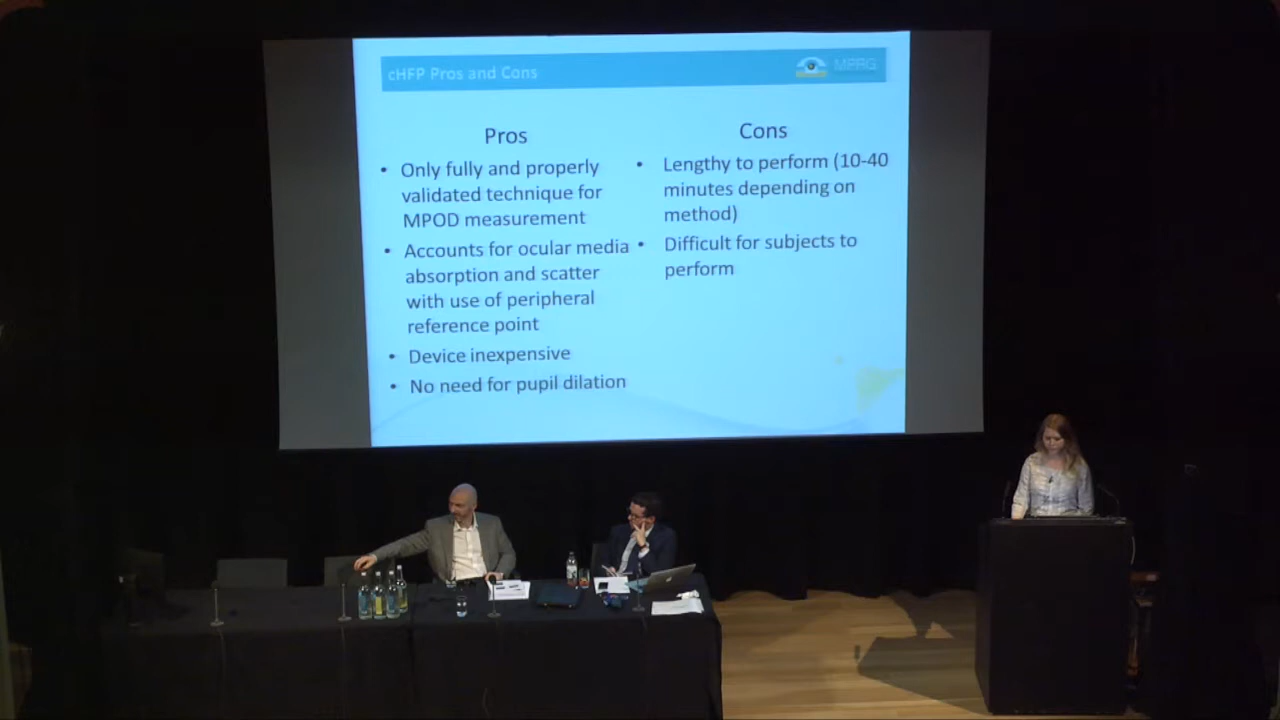 cHFP Pros and Cons
MPRG
Pros
• Only fully and properly
validated technique for
MPOD measurement
• Accounts for ocular media
absorption and scatter
with use of peripheral
reference point
• Device inexpensive
• No need for pupil dilation
Cons
• Lengthy to perform (10-40
minutes depending on
method)
• Difficult for subjects to
perform